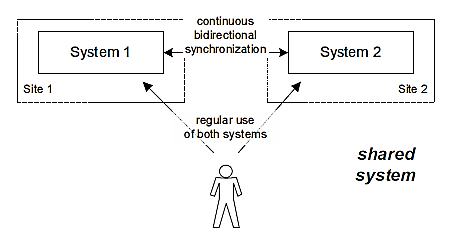 continuous
bidirectional
synchronization
System 1
System 2
Site 1
Site 2
regular use
of both systems
shared
system